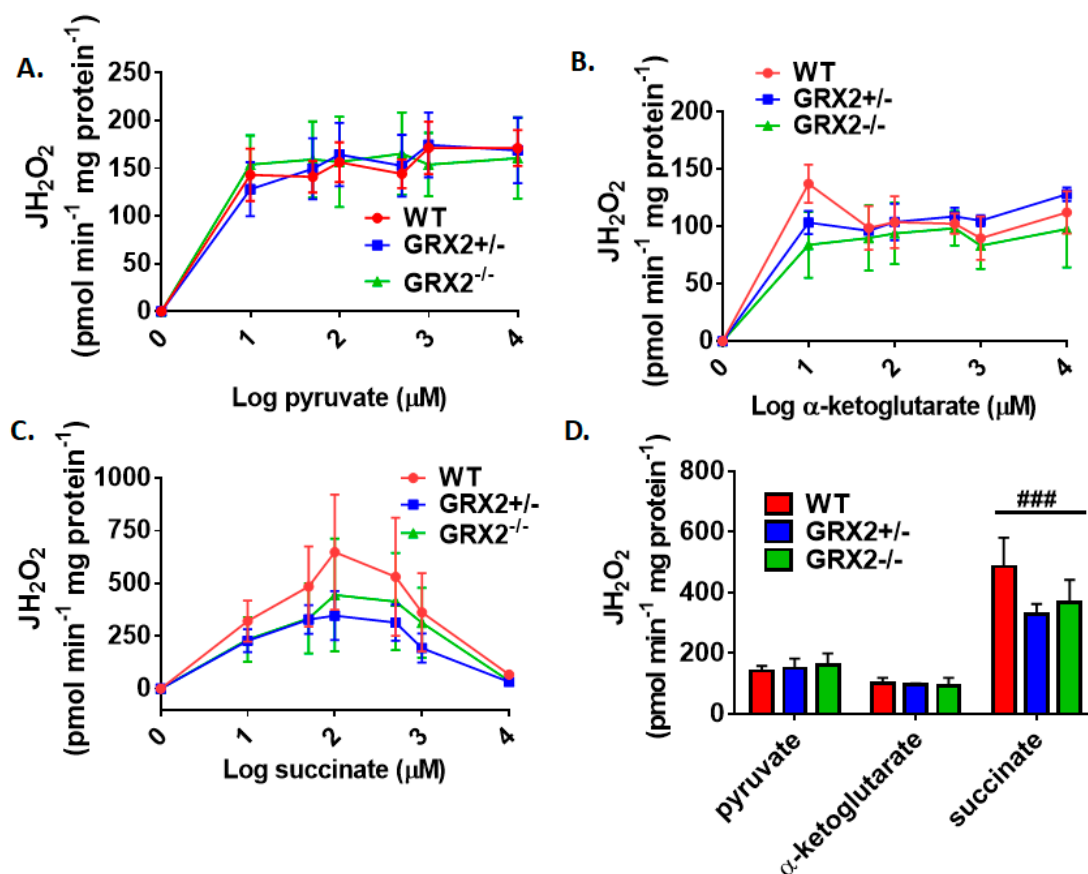 A.
JH2O2
(pmol min-1 mg protein-1)
250
200
150
100
50
0
WT
GRX2+/-
GRX2-/-
0 1 2 3 4
Log pyruvate (μM)
B.
JH2O2
(pmol min-1 mg protein-1)
WT
GRX2+/-
GRX2-/-
200
150
100
50
0
0 1 2 3 4
Log α-ketoglutarate (μM)
C.
JH2O2
(pmol min-1 mg protein-1)
1000
750
500
250
0
WT
GRX2+/-
GRX2-/-
0 1 2 3 4
Log succinate (μM)
D.
JH2O2
(pmol min-1 mg protein-1)
800
600
400
200
0
WT
GRX2+/-
GRX2-/-
###
pyruvate
α-ketoglutarate
succinate